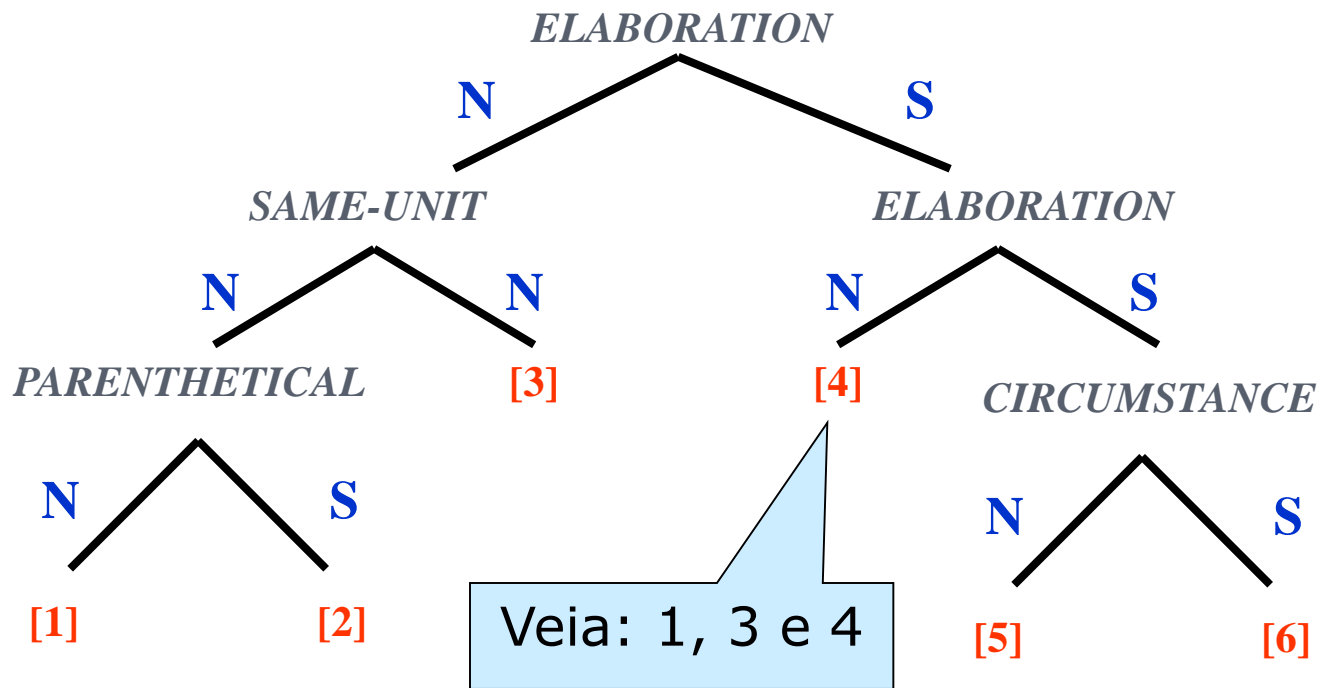 ELABORATION
N S
SAME-UNIT ELABORATION
N N N S
PARENTHETICAL [3] [4] CIRCUMSTANCE
N S N S
[1] [2] Veia: 1, 3 e 4 [5] [6]